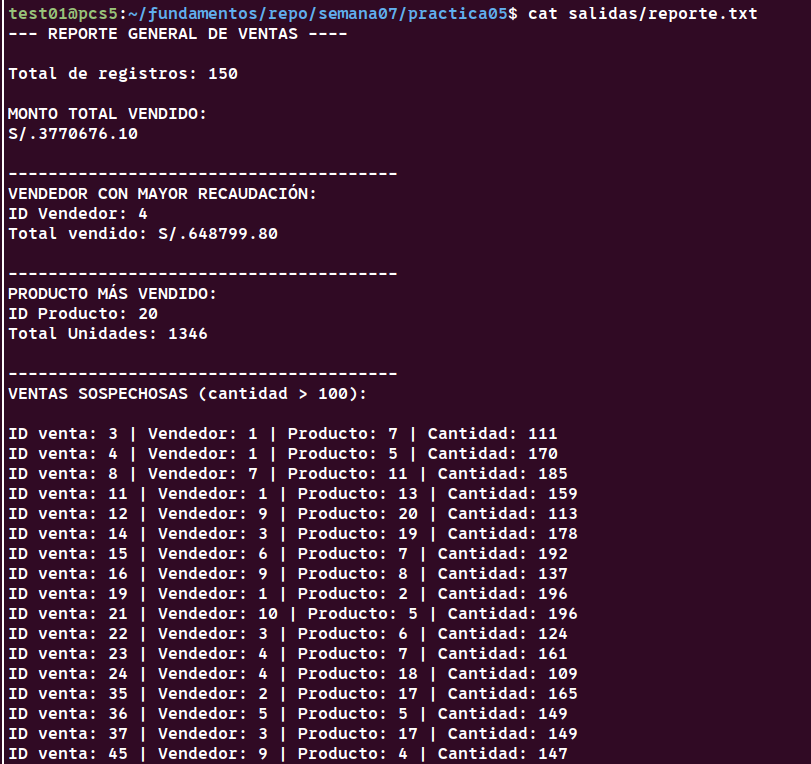 test01@pcs5:~/fundamentos/repo/semana07/practica05$ cat salidas/reporte.txt
--- REPORTE GENERAL DE VENTAS ----
Total de registros: 150
MONTO TOTAL VENDIDO:
S/.3770676.10
---------------------------------------
VENDEDOR CON MAYOR RECAUDACIÓN:
ID Vendedor: 4
Total vendido: S/.648799.80
---------------------------------------
PRODUCTO MÁS VENDIDO:
ID Producto: 20
Total Unidades: 1346
---------------------------------------
VENTAS SOSPECHOSAS (cantidad > 100):
ID venta: 3 | Vendedor: 1 | Producto: 7 | Cantidad: 111
ID venta: 4 | Vendedor: 1 | Producto: 5 | Cantidad: 170
ID venta: 8 | Vendedor: 7 | Producto: 11 | Cantidad: 185
ID venta: 11 | Vendedor: 1 | Producto: 13 | Cantidad: 159
ID venta: 12 | Vendedor: 9 | Producto: 20 | Cantidad: 113
ID venta: 14 | Vendedor: 3 | Producto: 19 | Cantidad: 178
ID venta: 15 | Vendedor: 6 | Producto: 7 | Cantidad: 192
ID venta: 16 | Vendedor: 9 | Producto: 8 | Cantidad: 137
ID venta: 19 | Vendedor: 1 | Producto: 2 | Cantidad: 196
ID venta: 21 | Vendedor: 10 | Producto: 5 | Cantidad: 196
ID venta: 22 | Vendedor: 3 | Producto: 6 | Cantidad: 124
ID venta: 23 | Vendedor: 4 | Producto: 7 | Cantidad: 161
ID venta: 24 | Vendedor: 4 | Producto: 18 | Cantidad: 109
ID venta: 35 | Vendedor: 2 | Producto: 17 | Cantidad: 165
ID venta: 36 | Vendedor: 5 | Producto: 5 | Cantidad: 149
ID venta: 37 | Vendedor: 3 | Producto: 17 | Cantidad: 149
ID venta: 45 | Vendedor: 9 | Producto: 4 | Cantidad: 147